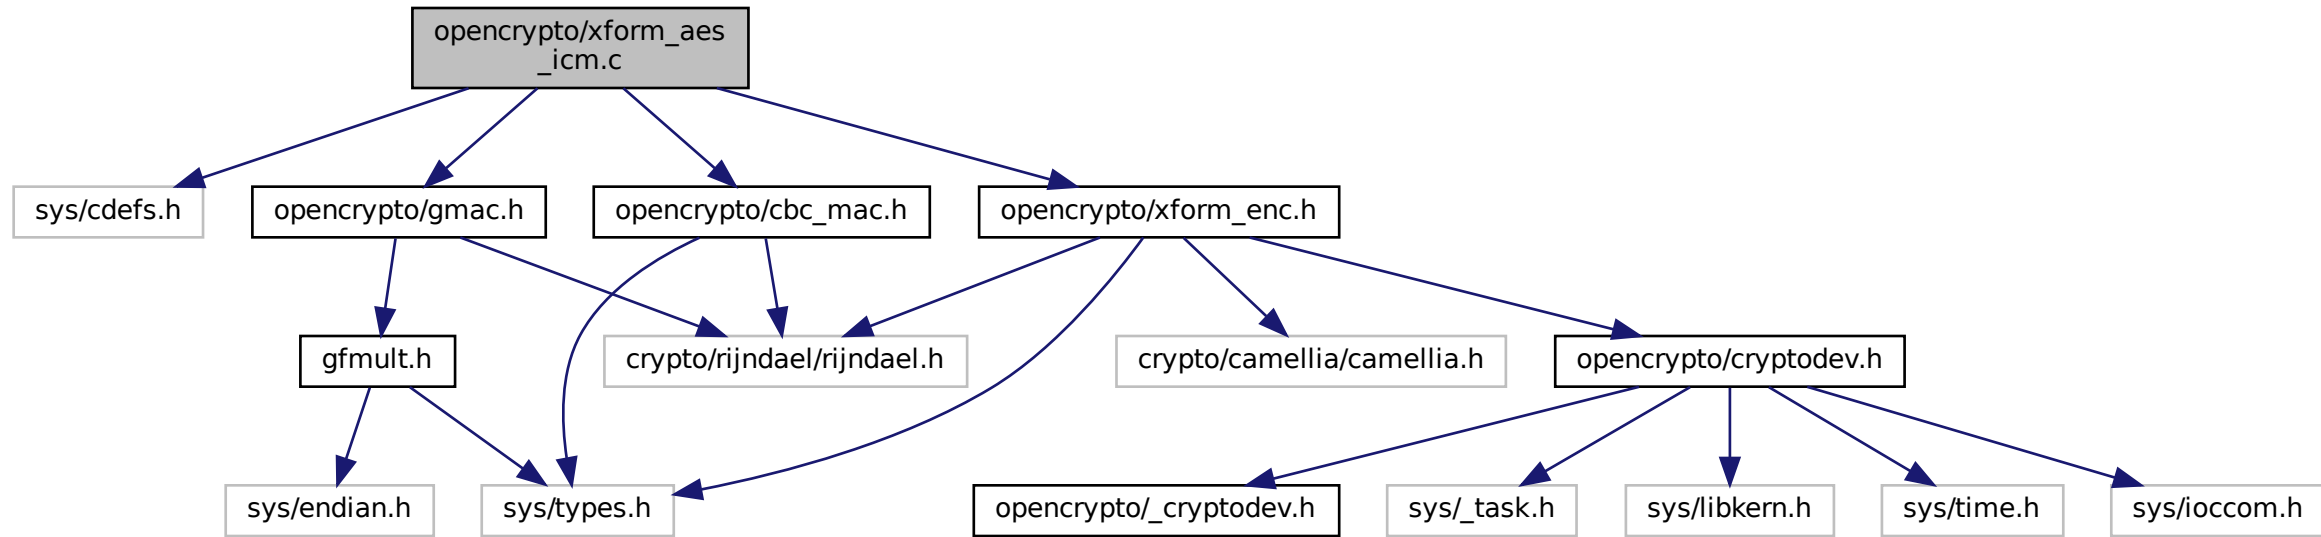 opencrypto/xform_aes
_icm.c
sys/cdefs.h
opencrypto/gmac.h
opencrypto/cbc_mac.h
opencrypto/xform_enc.h
gfmult.h
crypto/rijndael/rijndael.h
crypto/camellia/camellia.h
opencrypto/cryptodev.h
sys/endian.h
sys/types.h
opencrypto/_cryptodev.h
sys/_task.h
sys/libkern.h
sys/time.h
sys/ioccom.h